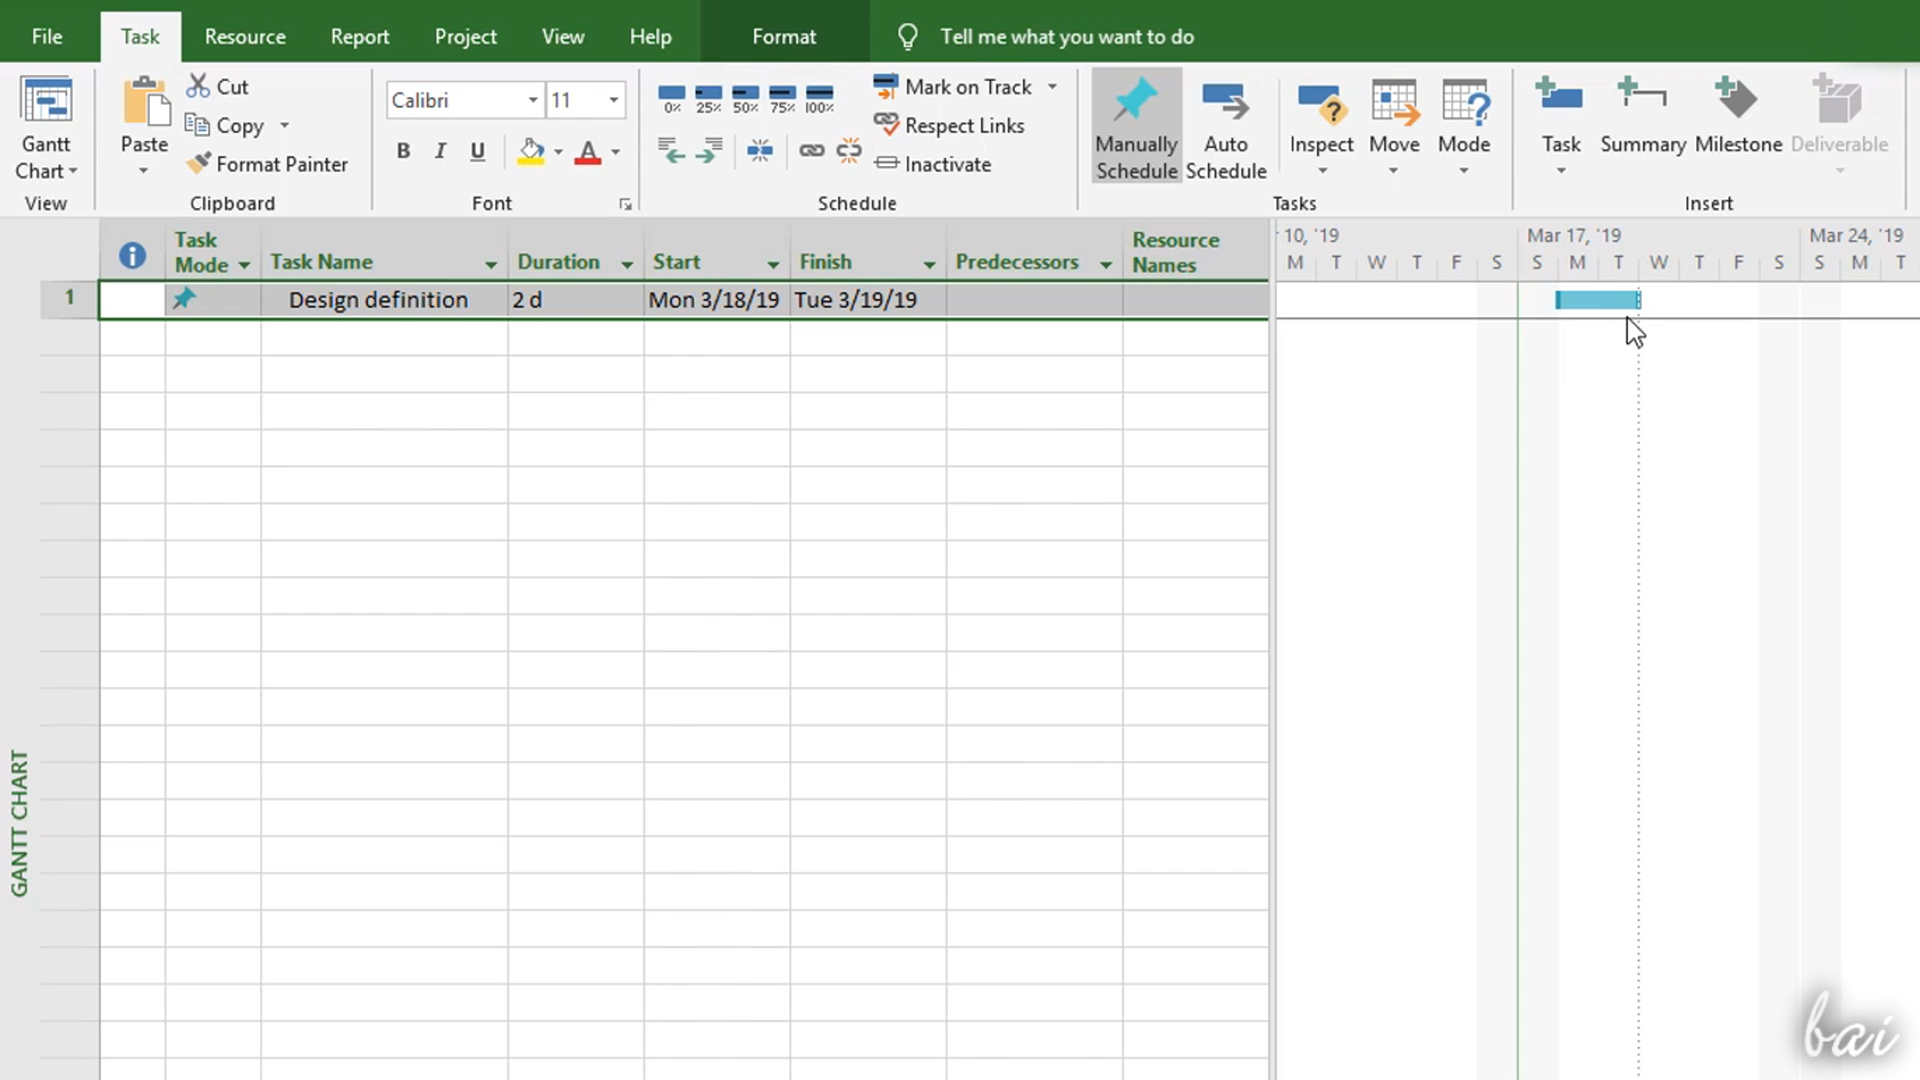 File Task Resource Report Project View Help Format Tell me what you want to do
Gantt Chart
View
Paste
Cut
Copy
Format Painter
Clipboard
Calibri 11
B I U A
Font
0% 25% 50% 75% 100%
Mark on Track
Respect Links
Inactivate
Schedule
Manually Schedule
Auto Schedule
Inspect
Move
Mode
Tasks
Task
Summary
Milestone
Deliverable
Insert
Task Mode Task Name Duration Start Finish Predecessors Resource Names
10, '19 Mar 17, '19 Mar 24, '19
M T W T F S S M T W T F S S M T
1 Design definition 2 d Mon 3/18/19 Tue 3/19/19
GANTT CHART
bai